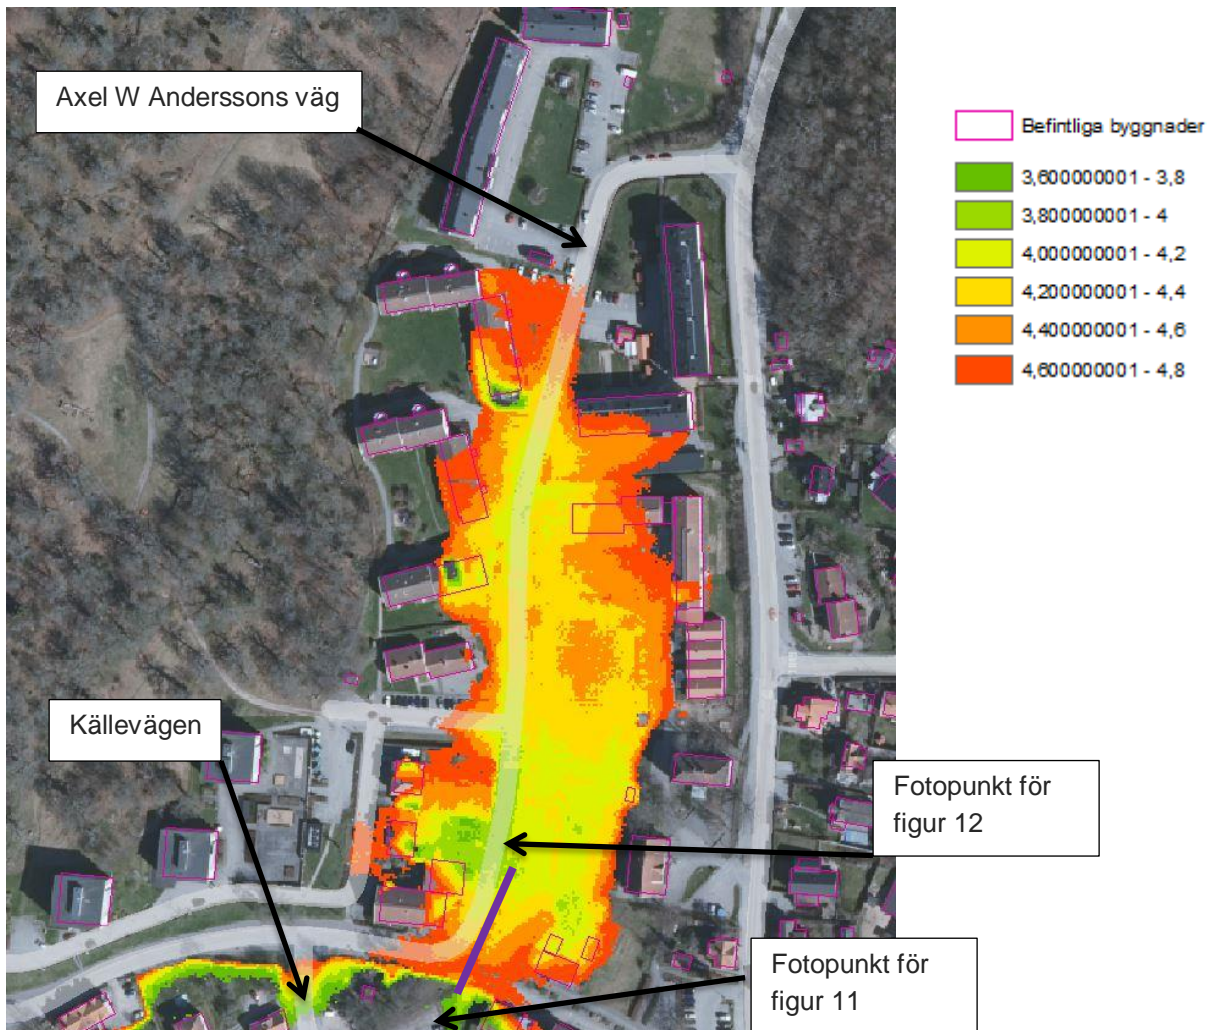 Axel W Anderssons väg
Befintliga byggnader
3,600000001 - 3,8
3,800000001 - 4
4,000000001 - 4,2
4,200000001 - 4,4
4,400000001 - 4,6
4,600000001 - 4,8
Källevägen
Fotopunkt för
figur 12
Fotopunkt för
figur 11